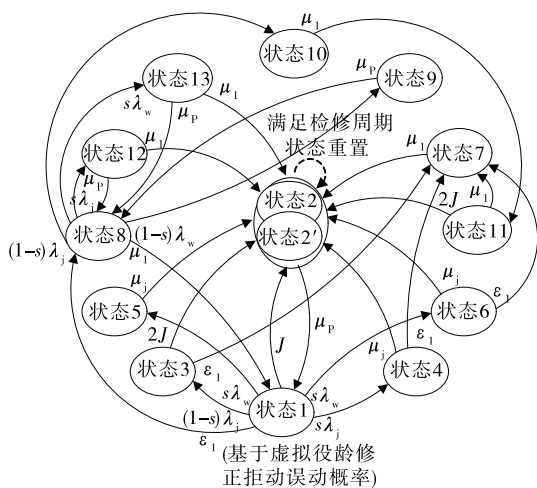 μ1
状态10
状态13
μP
状态9
sλw
μP
μ1
满足检修周期
状态重置
状态12
μ1
μ1
状态7
μP
sλj
状态2
2J
μ1
状态8
(1-s)λw
状态2′
状态11
(1-s)λj
μ1
μj
μj
状态5
状态6
2J
J
μP
μj
ε1
状态3
ε1
状态4
ε1
sλw
sλw
(1-s)λj
状态1
sλj
ε1
(基于虚拟役龄修
正拒动误动概率)